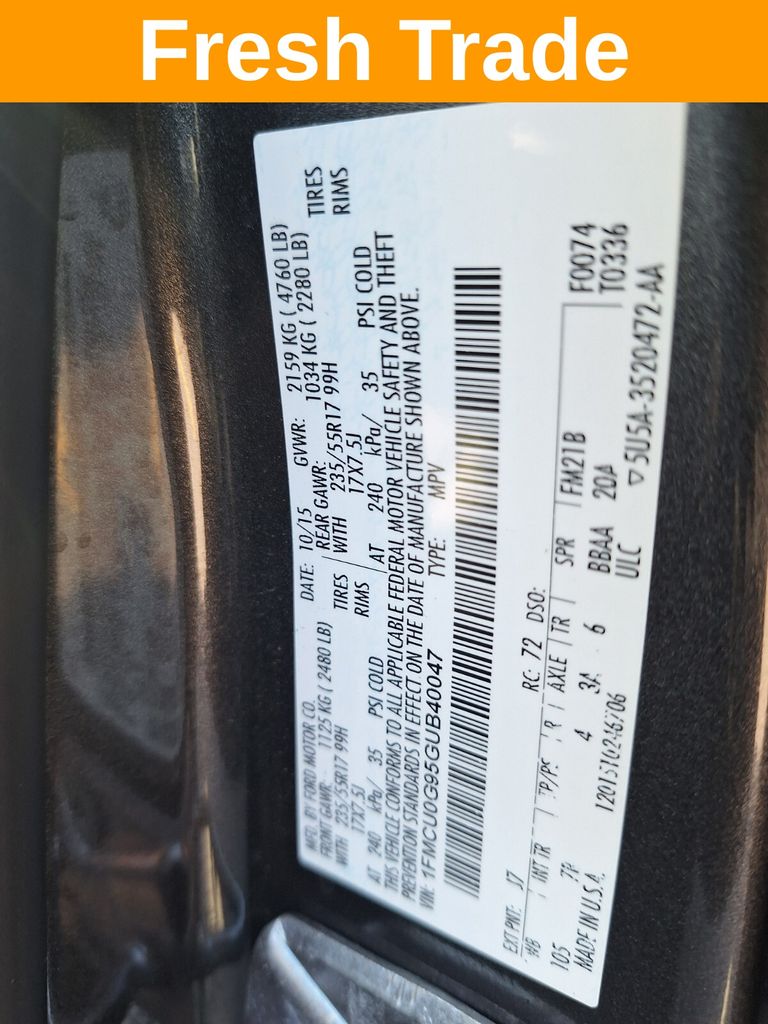 Fresh Trade
MFG. BY FORD MOTOR CO.
DATE: 10/15 GVWR: 2159 KG ( 4760 LB)
FRONT GAWR: 1125 KG ( 2480 LB) REAR GAWR: 1034 KG ( 2280 LB)
WITH 235/55R17 99H TIRES WITH 235/55R17 99H TIRES
17X7.5J RIMS 17X7.5J RIMS
AT 240 kPa/ 35 PSI COLD AT 240 kPa/ 35 PSI COLD
THIS VEHICLE CONFORMS TO ALL APPLICABLE FEDERAL MOTOR VEHICLE SAFETY AND THEFT
PREVENTION STANDARDS IN EFFECT ON THE DATE OF MANUFACTURE SHOWN ABOVE.
VIN: 1FMCU0G95GUB40047 TYPE: MPV
EXT PNT: J7 RC: 72 DSO: F0074
WB INT TR TP/PS R AXLE TR SPR FM21B T0336
105 7P 4 3A 6 BBAA 20A
MADE IN U.S.A. ULC ▽5U5A-3520472-AA